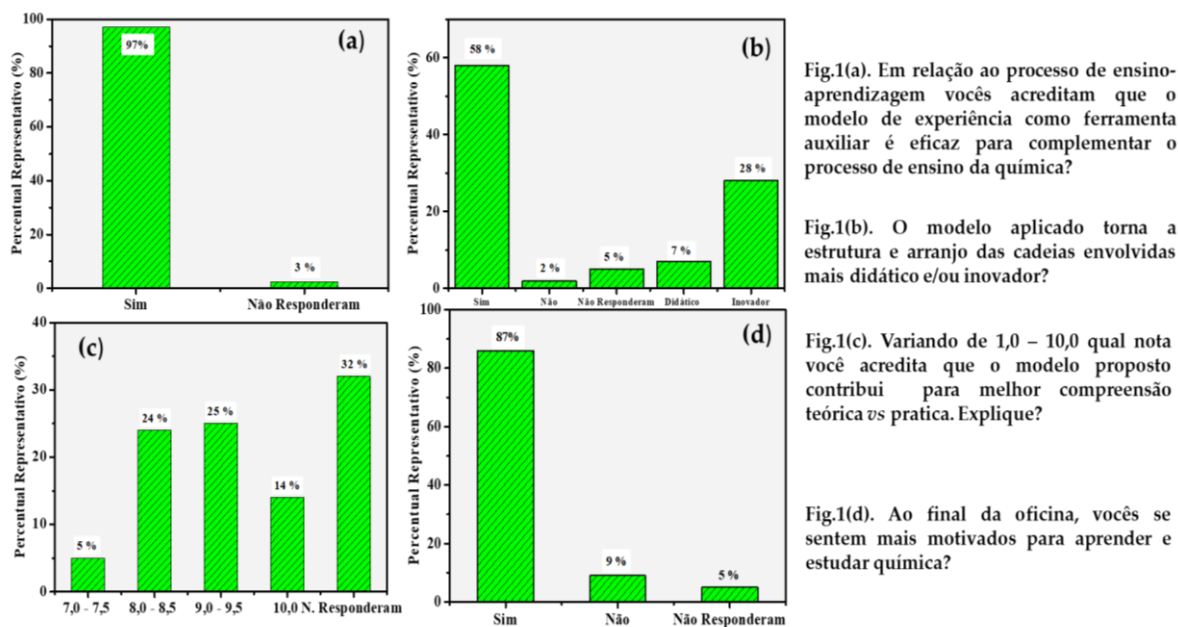 Percentual Representativo (%)
100
80
60
40
20
0
(a)
97%
3 %
Sim Não Responderam
Percentual Representativo (%)
60
40
20
0
(b)
58 %
2 %
5 %
7 %
28 %
Sim Não Não Responderam Didático Inovador
Percentual Representativo (%)
40
30
20
10
0
(c)
5 %
24 %
25 %
14 %
32 %
7,0 - 7,5 8,0 - 8,5 9,0 - 9,5 10,0 N. Responderam
Percentual Representativo (%)
100
80
60
40
20
0
(d)
87%
9 %
5 %
Sim Não Não Responderam
Fig.1(a). Em relação ao processo de ensino-
aprendizagem vocês acreditam que o
modelo de experiência como ferramenta
auxiliar é eficaz para complementar o
processo de ensino da química?
Fig.1(b). O modelo aplicado torna a
estrutura e arranjo das cadeias envolvidas
mais didático e/ou inovador?
Fig.1(c). Variando de 1,0 – 10,0 qual nota
você acredita que o modelo proposto
contribui para melhor compreensão
teórica vs pratica. Explique?
Fig.1(d). Ao final da oficina, vocês se
sentem mais motivados para aprender e
estudar química?